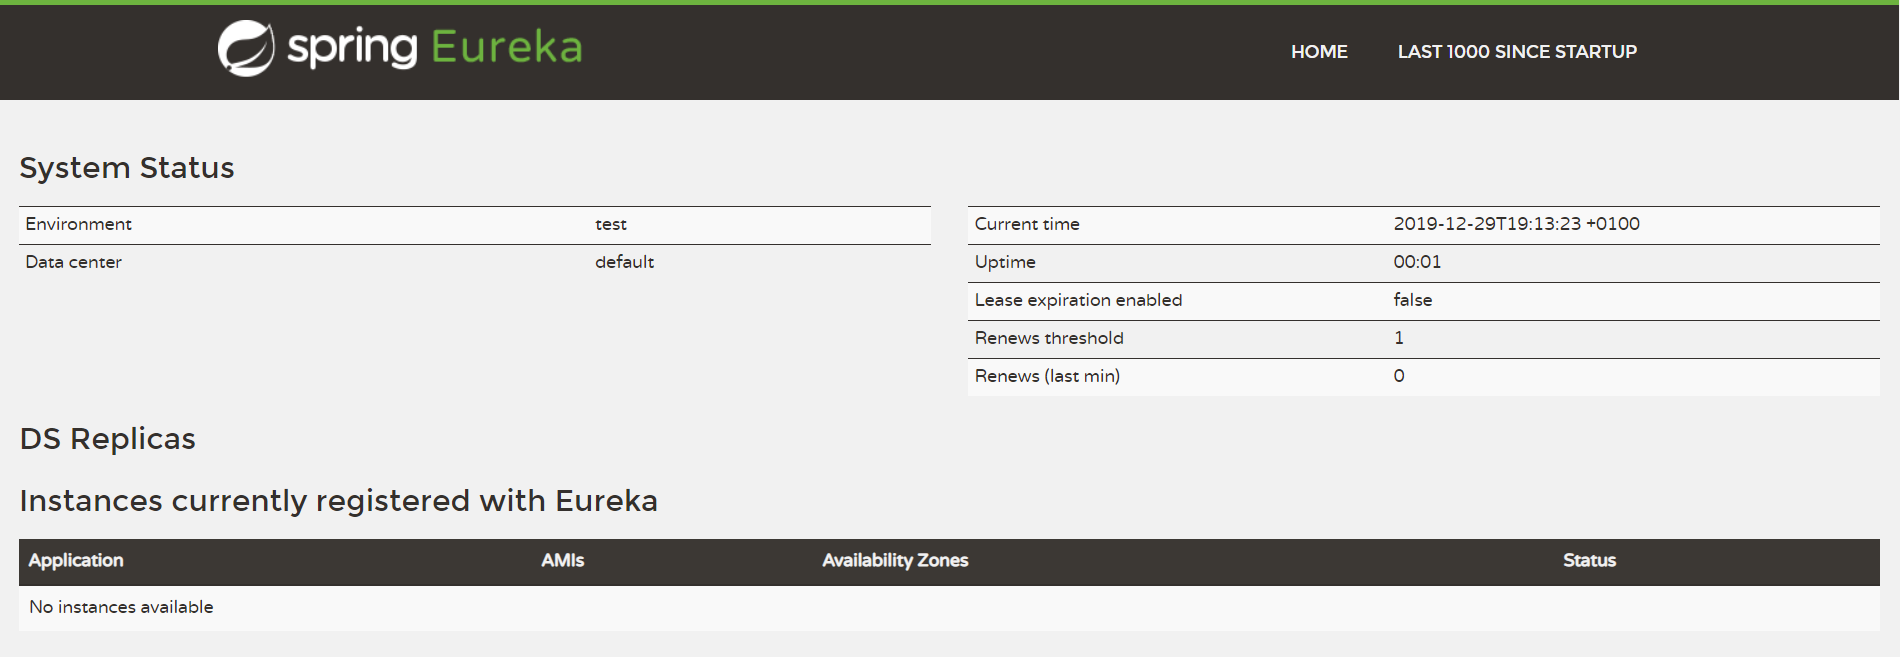 spring Eureka
HOME LAST 1000 SINCE STARTUP
System Status
Environment test
Data center default
Current time 2019-12-29T19:13:23 +0100
Uptime 00:01
Lease expiration enabled false
Renews threshold 1
Renews (last min) 0
DS Replicas
Instances currently registered with Eureka
Application AMIs Availability Zones Status
No instances available